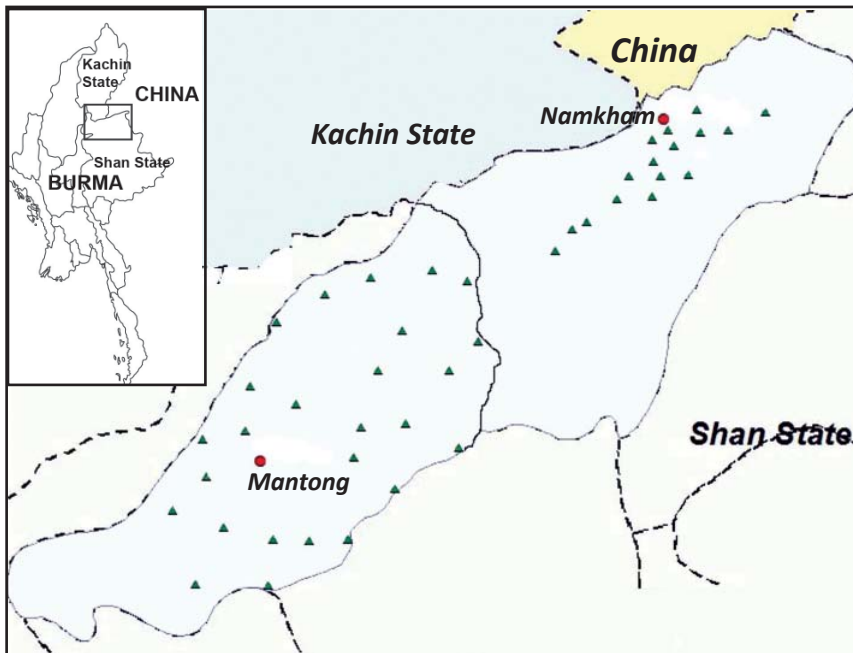 Kachin
State
CHINA
Shan State
BURMA
China
Namkham
Kachin State
Shan State
Mantong